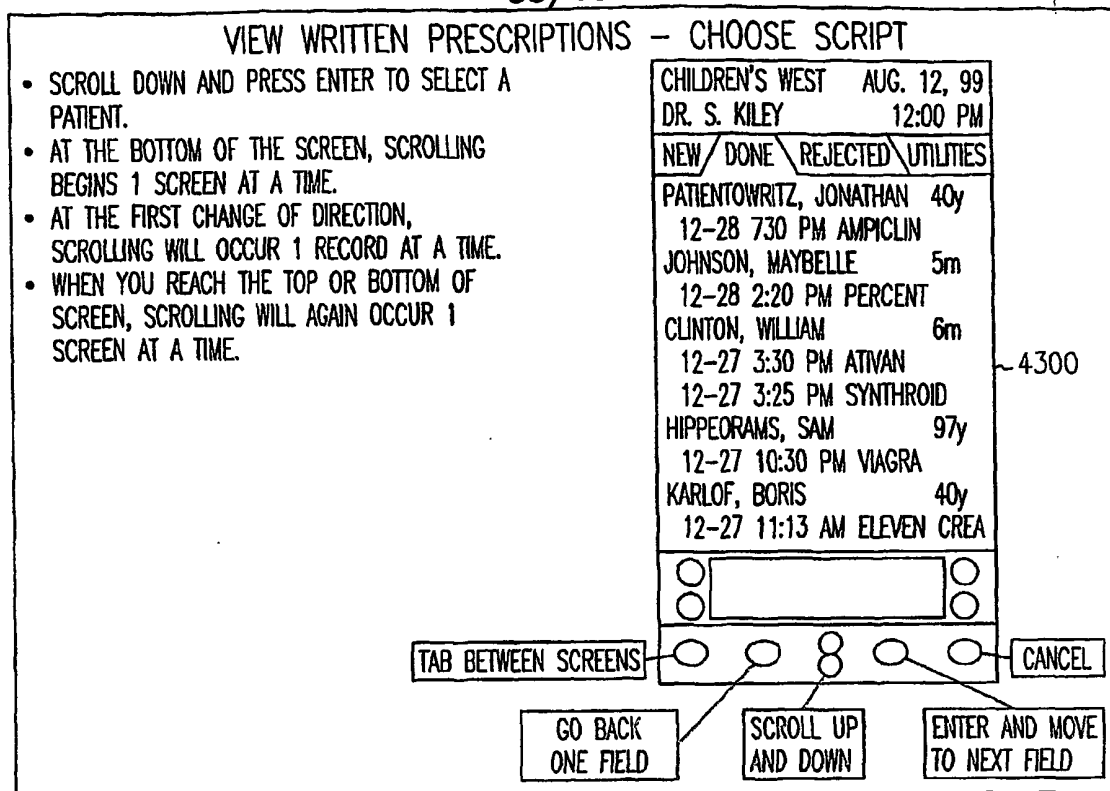 VIEW WRITTEN PRESCRIPTIONS – CHOOSE SCRIPT
• SCROLL DOWN AND PRESS ENTER TO SELECT A
PATIENT.
• AT THE BOTTOM OF THE SCREEN, SCROLLING
BEGINS 1 SCREEN AT A TIME.
• AT THE FIRST CHANGE OF DIRECTION,
SCROLLING WILL OCCUR 1 RECORD AT A TIME.
• WHEN YOU REACH THE TOP OR BOTTOM OF
SCREEN, SCROLLING WILL AGAIN OCCUR 1
SCREEN AT A TIME.
CHILDREN'S WEST AUG. 12, 99
DR. S. KILEY 12:00 PM
NEW DONE REJECTED UTILITIES
PATIENTOWRITZ, JONATHAN 40y
12–28 730 PM AMPICLIN
JOHNSON, MAYBELLE 5m
12–28 2:20 PM PERCENT
CLINTON, WILLIAM 6m
12–27 3:30 PM ATIVAN
12–27 3:25 PM SYNTHROID
HIPPEORAMS, SAM 97y
12–27 10:30 PM VIAGRA
KARLOF, BORIS 40y
12–27 11:13 AM ELEVEN CREA
4300
TAB BETWEEN SCREENS
CANCEL
GO BACK
ONE FIELD
SCROLL UP
AND DOWN
ENTER AND MOVE
TO NEXT FIELD